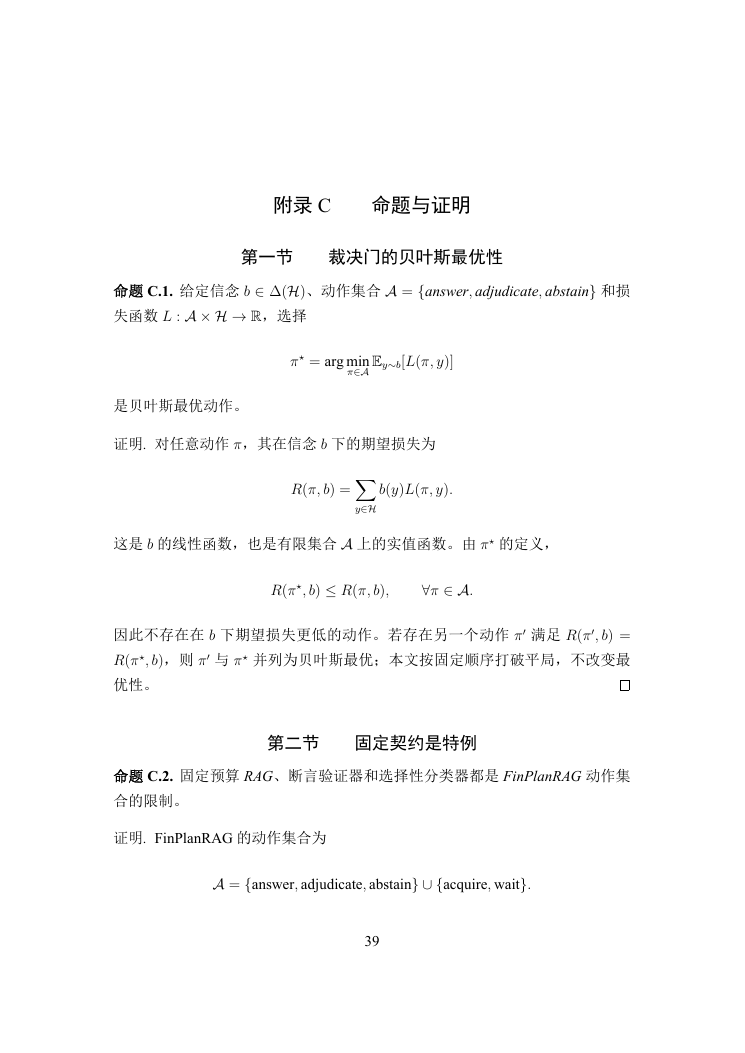 附录 C 命题与证明
第一节 裁决门的贝叶斯最优性
命题 C.1. 给定信念 b ∈ Δ(ℋ)、动作集合 𝒜 = {answer, adjudicate, abstain} 和损
失函数 L : 𝒜 × ℋ → ℝ，选择
π⋆ = arg min_{π∈𝒜} 𝔼_{y∼b}[L(π, y)]
是贝叶斯最优动作。
证明. 对任意动作 π，其在信念 b 下的期望损失为
R(π, b) = ∑_{y∈ℋ} b(y)L(π, y).
这是 b 的线性函数，也是有限集合 𝒜 上的实值函数。由 π⋆ 的定义，
R(π⋆, b) ≤ R(π, b), ∀π ∈ 𝒜.
因此不存在在 b 下期望损失更低的动作。若存在另一个动作 π′ 满足 R(π′, b) =
R(π⋆, b)，则 π′ 与 π⋆ 并列为贝叶斯最优；本文按固定顺序打破平局，不改变最
优性。 □
第二节 固定契约是特例
命题 C.2. 固定预算 RAG、断言验证器和选择性分类器都是 FinPlanRAG 动作集
合的限制。
证明. FinPlanRAG 的动作集合为
𝒜 = {answer, adjudicate, abstain} ∪ {acquire, wait}.
39